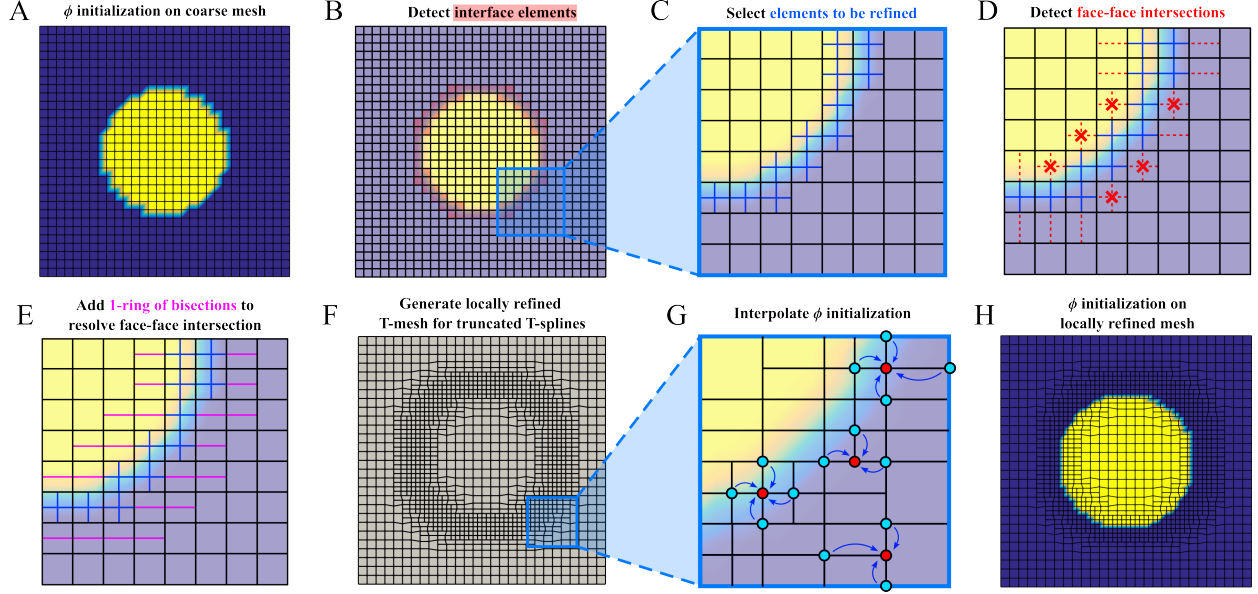 A
ϕ initialization on coarse mesh
B
Detect interface elements
C
Select elements to be refined
D
Detect face-face intersections
E
Add 1-ring of bisections to
resolve face-face intersection
F
Generate locally refined
T-mesh for truncated T-splines
G
Interpolate ϕ initialization
H
ϕ initialization on
locally refined mesh